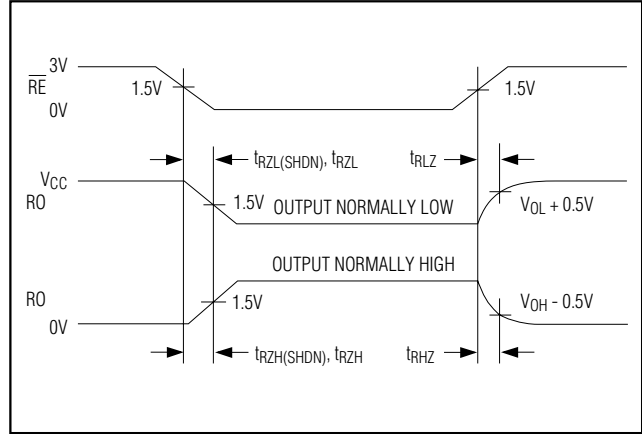 3V
R̅E̅
1.5V
1.5V
0V
tRZL(SHDN), tRZL
tRLZ
VCC
RO
1.5V
OUTPUT NORMALLY LOW
VOL + 0.5V
OUTPUT NORMALLY HIGH
RO
1.5V
VOH - 0.5V
0V
tRZH(SHDN), tRZH
tRHZ